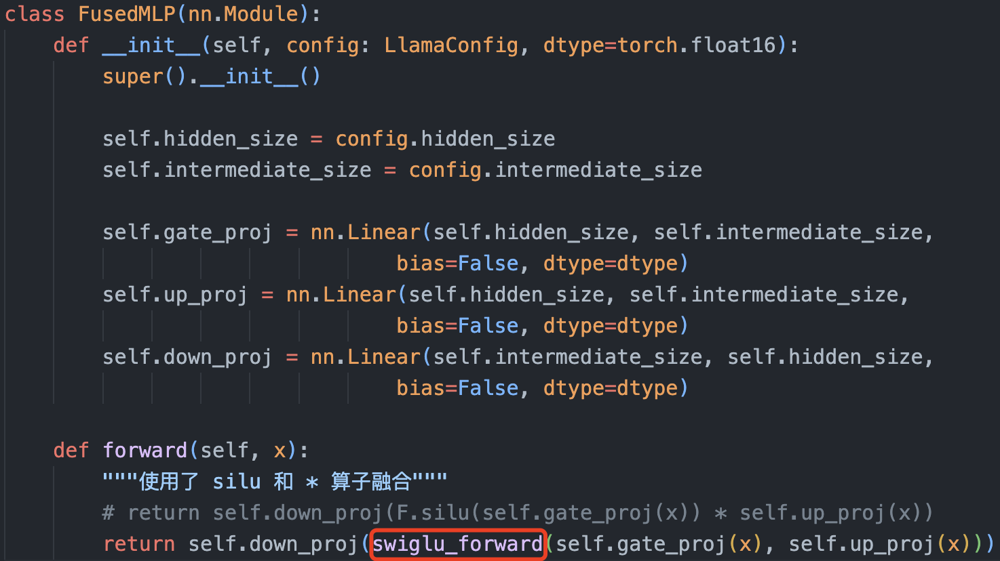 class FusedMLP(nn.Module):
    def __init__(self, config: LlamaConfig, dtype=torch.float16):
        super().__init__()
        self.hidden_size = config.hidden_size
        self.intermediate_size = config.intermediate_size
        self.gate_proj = nn.Linear(self.hidden_size, self.intermediate_size,
                                bias=False, dtype=dtype)
        self.up_proj = nn.Linear(self.hidden_size, self.intermediate_size,
                                bias=False, dtype=dtype)
        self.down_proj = nn.Linear(self.intermediate_size, self.hidden_size,
                                bias=False, dtype=dtype)
    def forward(self, x):
        """使用了 silu 和 * 算子融合"""
        # return self.down_proj(F.silu(self.gate_proj(x)) * self.up_proj(x))
        return self.down_proj(swiglu_forward(self.gate_proj(x), self.up_proj(x)))